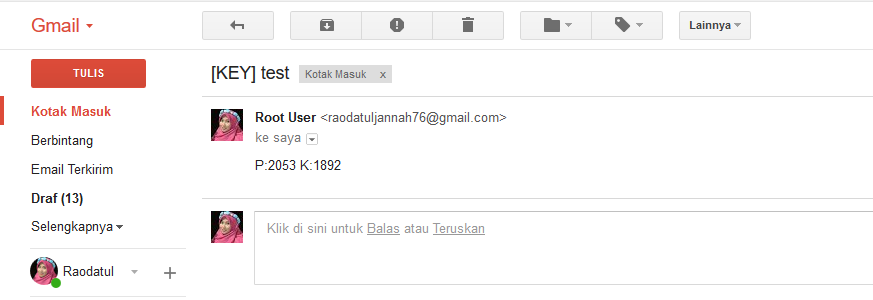 Gmail
Lainnya
TULIS
[KEY] test Kotak Masuk x
Kotak Masuk
Berbintang
Email Terkirim
Draf (13)
Selengkapnya
Root User <raodatuljannah76@gmail.com>
ke saya
P:2053 K:1892
Klik di sini untuk Balas atau Teruskan
Raodatul